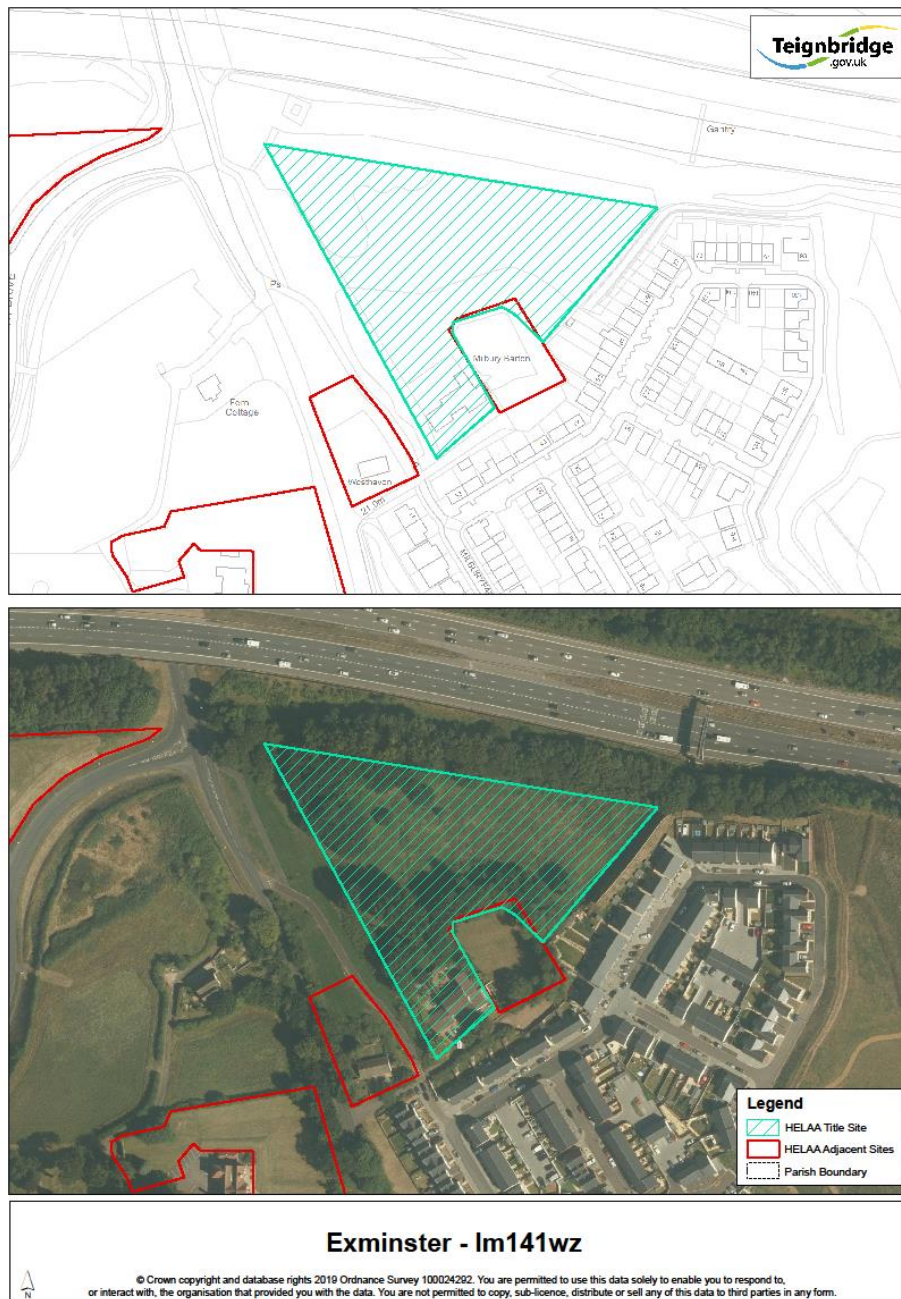 Teignbridge
.gov.uk
Gantry
Ps
Milbury Barton
Fern
Cottage
Westhaven
21.0m
Legend
HELAA Title Site
HELAA Adjacent Sites
Parish Boundary
Exminster - lm141wz
N
© Crown copyright and database rights 2019 Ordnance Survey 100024292. You are permitted to use this data solely to enable you to respond to,
or interact with, the organisation that provided you with the data. You are not permitted to copy, sub-licence, distribute or sell any of this data to third parties in any form.